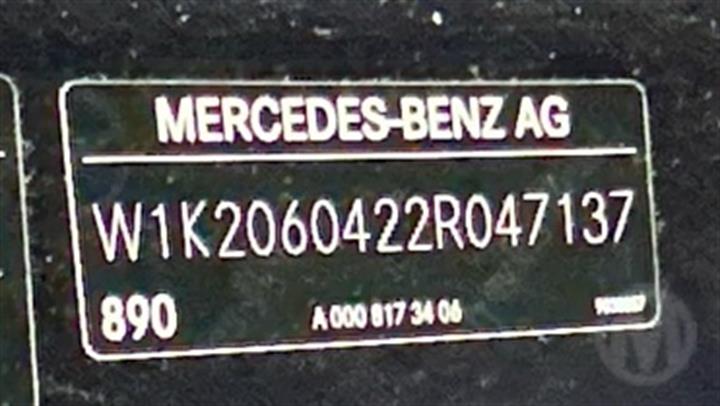 MERCEDES-BENZ AG
W1K2060422R047137
890 A 000 817 34 06
M